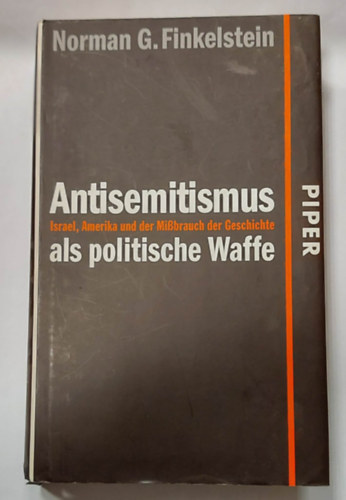 Norman G. Finkelstein
Antisemitismus
Israel, Amerika und der Mißbrauch der Geschichte
als politische Waffe
PIPER